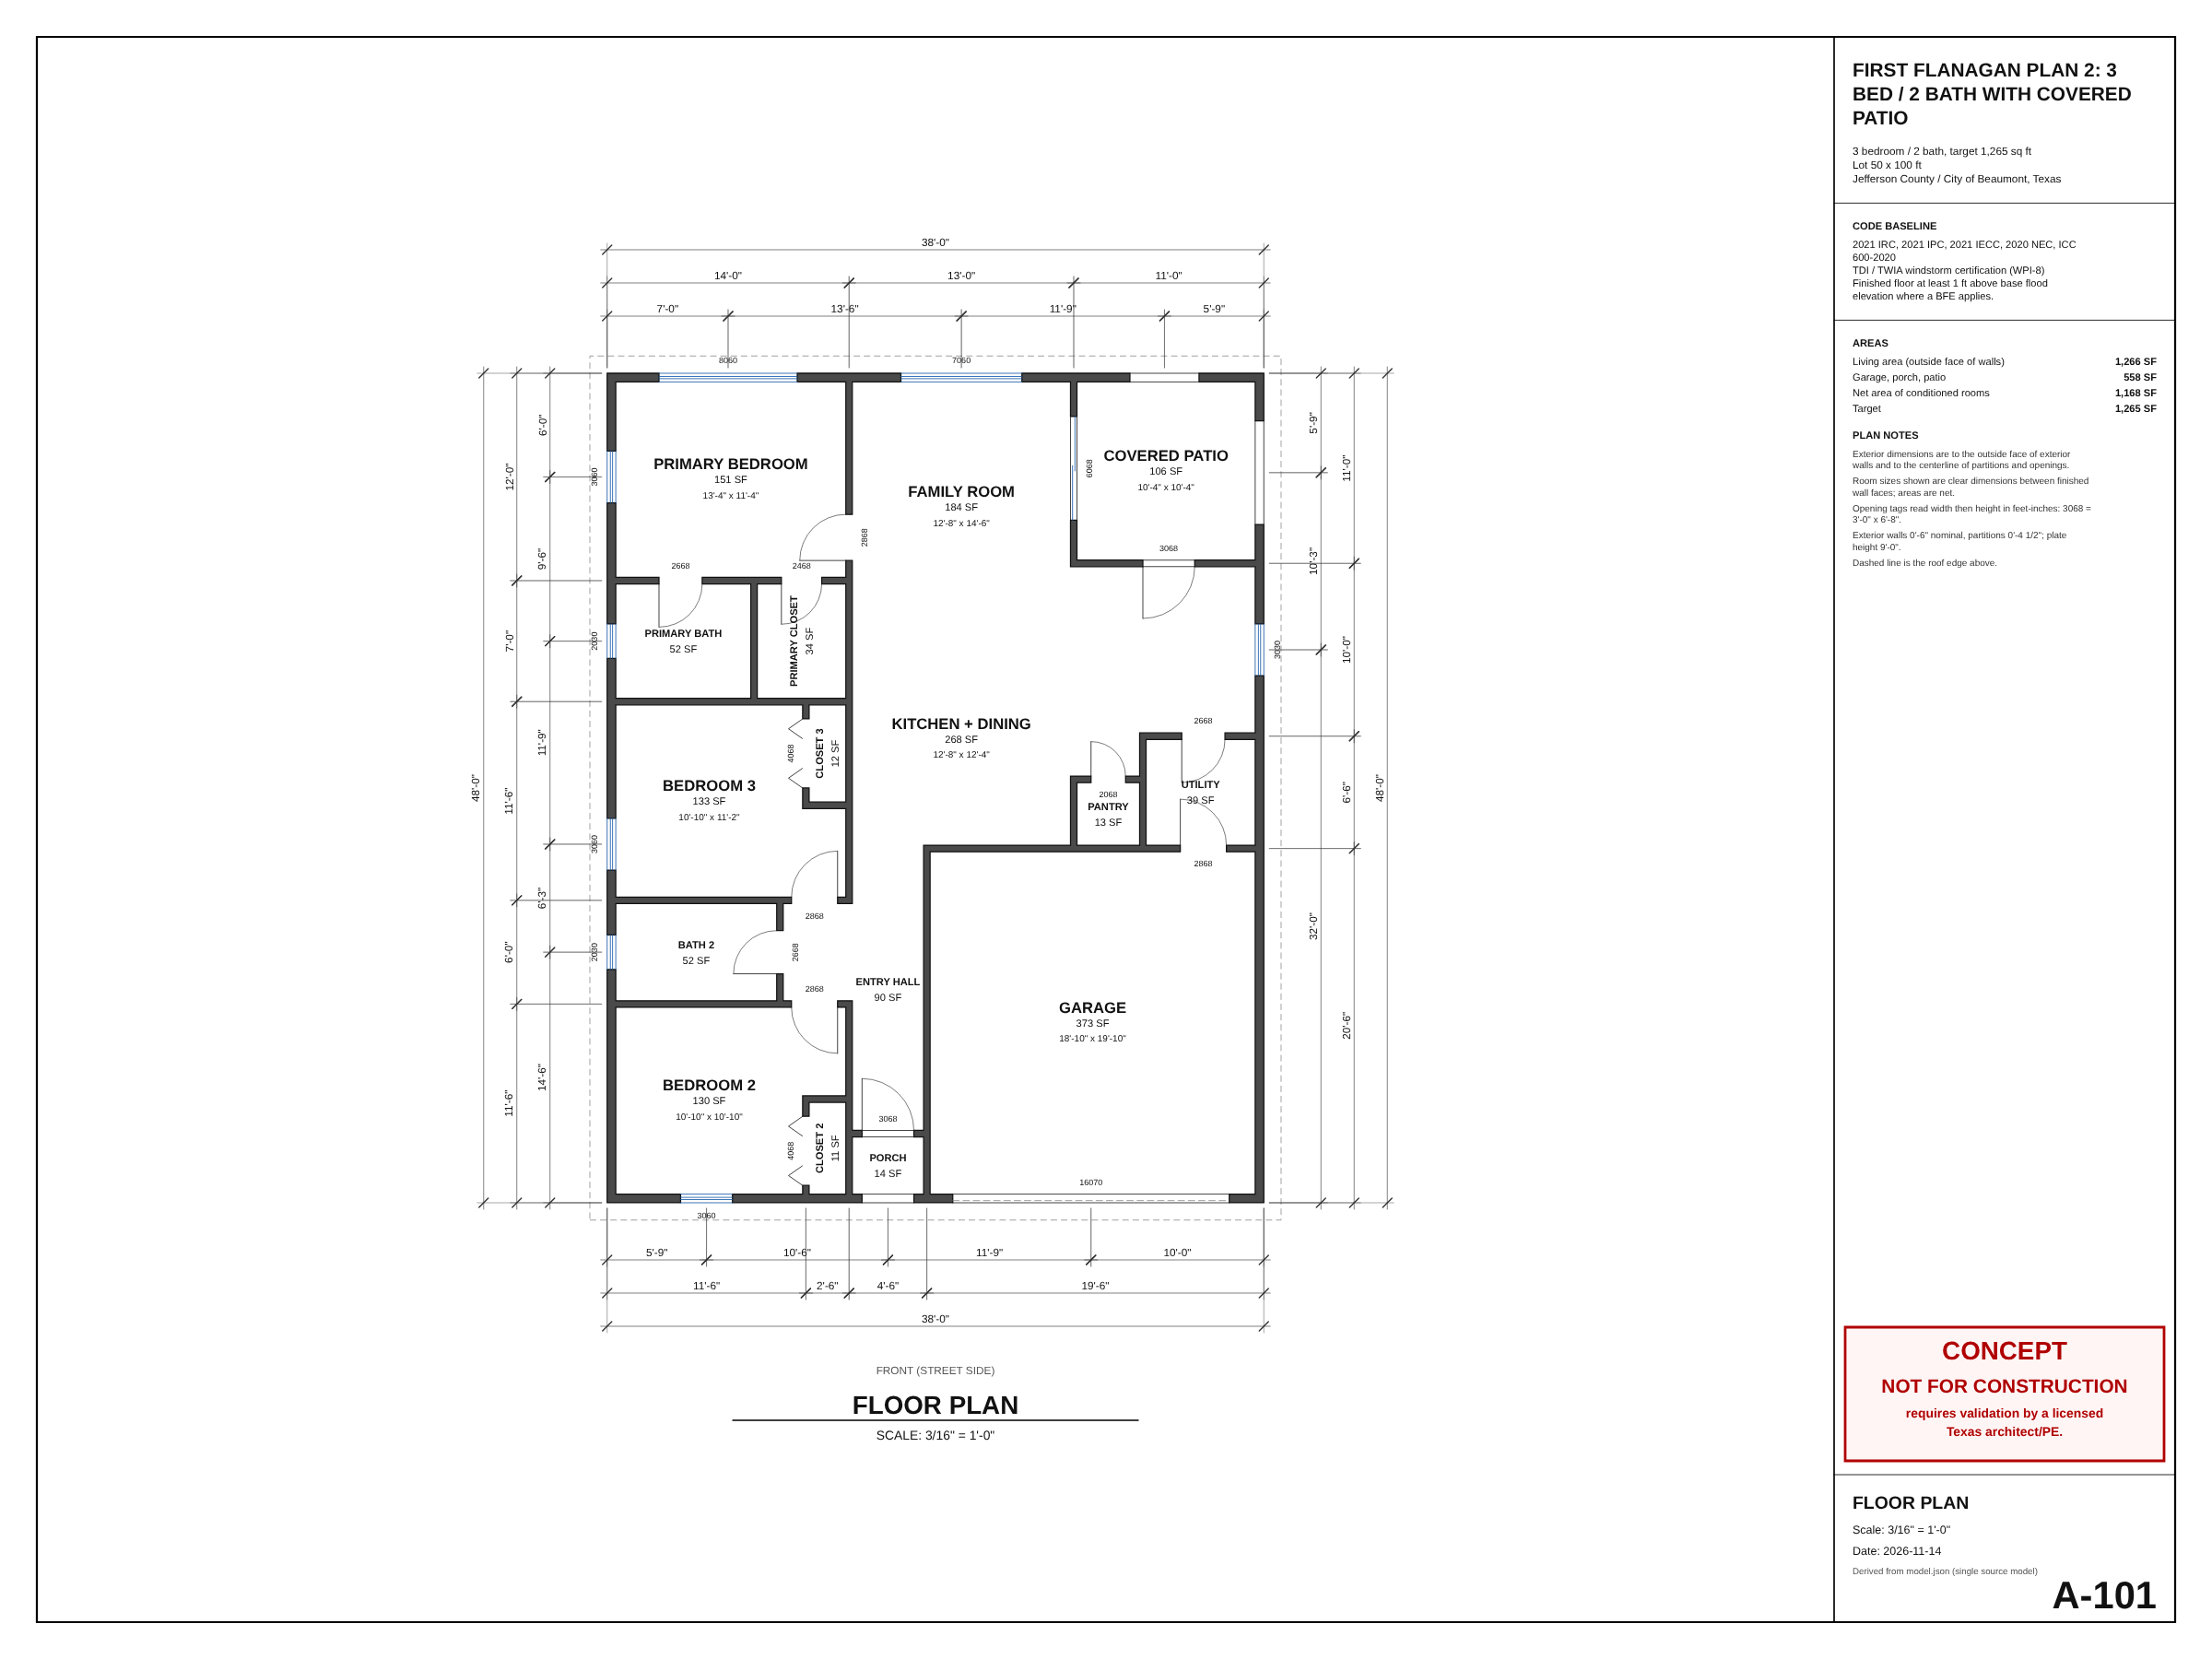 38'-0"
14'-0"
13'-0"
11'-0"
7'-0"
13'-6"
11'-9"
5'-9"
8060
7060
48'-0"
12'-0"
7'-0"
11'-6"
6'-0"
11'-6"
6'-0"
9'-6"
11'-9"
6'-3"
14'-6"
3060
2030
3060
2030
PRIMARY BEDROOM
151 SF
13'-4" x 11'-4"
2868
2668
2468
FAMILY ROOM
184 SF
12'-8" x 14'-6"
6068
COVERED PATIO
106 SF
10'-4" x 10'-4"
3068
PRIMARY BATH
52 SF
PRIMARY CLOSET
34 SF
3030
KITCHEN + DINING
268 SF
12'-8" x 12'-4"
2668
BEDROOM 3
133 SF
10'-10" x 11'-2"
4068
CLOSET 3
12 SF
2068
PANTRY
13 SF
UTILITY
39 SF
2868
2868
BATH 2
52 SF
2668
2868
ENTRY HALL
90 SF
GARAGE
373 SF
18'-10" x 19'-10"
BEDROOM 2
130 SF
10'-10" x 10'-10"
4068
CLOSET 2
11 SF
3068
PORCH
14 SF
16070
3060
5'-9"
10'-3"
32'-0"
11'-0"
10'-0"
6'-6"
20'-6"
48'-0"
5'-9"
10'-6"
11'-9"
10'-0"
11'-6"
2'-6"
4'-6"
19'-6"
38'-0"
FRONT (STREET SIDE)
FLOOR PLAN
SCALE: 3/16" = 1'-0"
FIRST FLANAGAN PLAN 2: 3
BED / 2 BATH WITH COVERED
PATIO
3 bedroom / 2 bath, target 1,265 sq ft
Lot 50 x 100 ft
Jefferson County / City of Beaumont, Texas
CODE BASELINE
2021 IRC, 2021 IPC, 2021 IECC, 2020 NEC, ICC
600-2020
TDI / TWIA windstorm certification (WPI-8)
Finished floor at least 1 ft above base flood
elevation where a BFE applies.
AREAS
Living area (outside face of walls) 1,266 SF
Garage, porch, patio 558 SF
Net area of conditioned rooms 1,168 SF
Target 1,265 SF
PLAN NOTES
Exterior dimensions are to the outside face of exterior
walls and to the centerline of partitions and openings.
Room sizes shown are clear dimensions between finished
wall faces; areas are net.
Opening tags read width then height in feet-inches: 3068 =
3'-0" x 6'-8".
Exterior walls 0'-6" nominal, partitions 0'-4 1/2"; plate
height 9'-0".
Dashed line is the roof edge above.
CONCEPT
NOT FOR CONSTRUCTION
requires validation by a licensed
Texas architect/PE.
FLOOR PLAN
Scale: 3/16" = 1'-0"
Date: 2026-11-14
Derived from model.json (single source model)
A-101